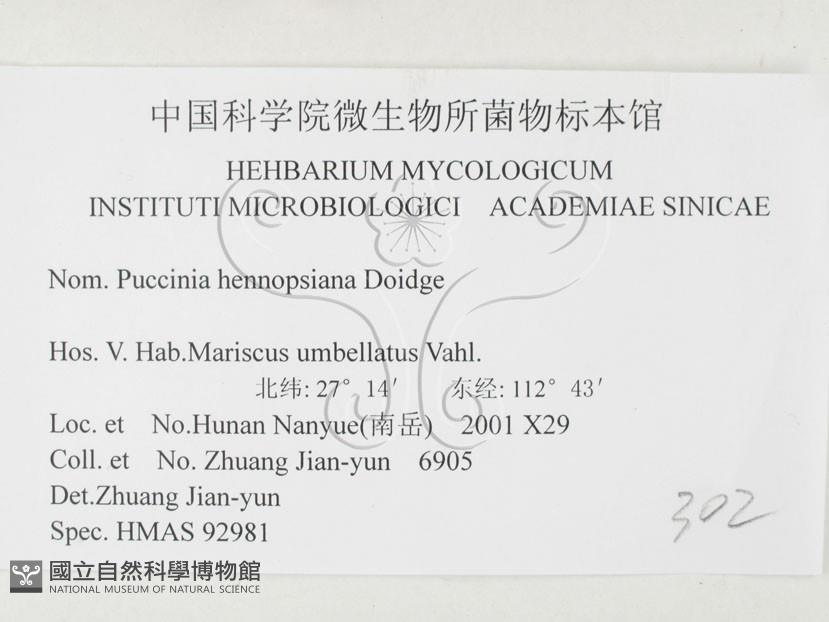 中国科学院微生物所菌物标本馆
HEHBARIUM MYCOLOGICUM
INSTITUTI MICROBIOLOGICI ACADEMIAE SINICAE
Nom. Puccinia hennopsiana Doidge
Hos. V. Hab.Mariscus umbellatus Vahl.
北纬: 27° 14′ 东经: 112° 43′
Loc. et No.Hunan Nanyue(南岳) 2001 X29
Coll. et No. Zhuang Jian-yun 6905
Det.Zhuang Jian-yun
Spec. HMAS 92981
302
國立自然科學博物館
NATIONAL MUSEUM OF NATURAL SCIENCE